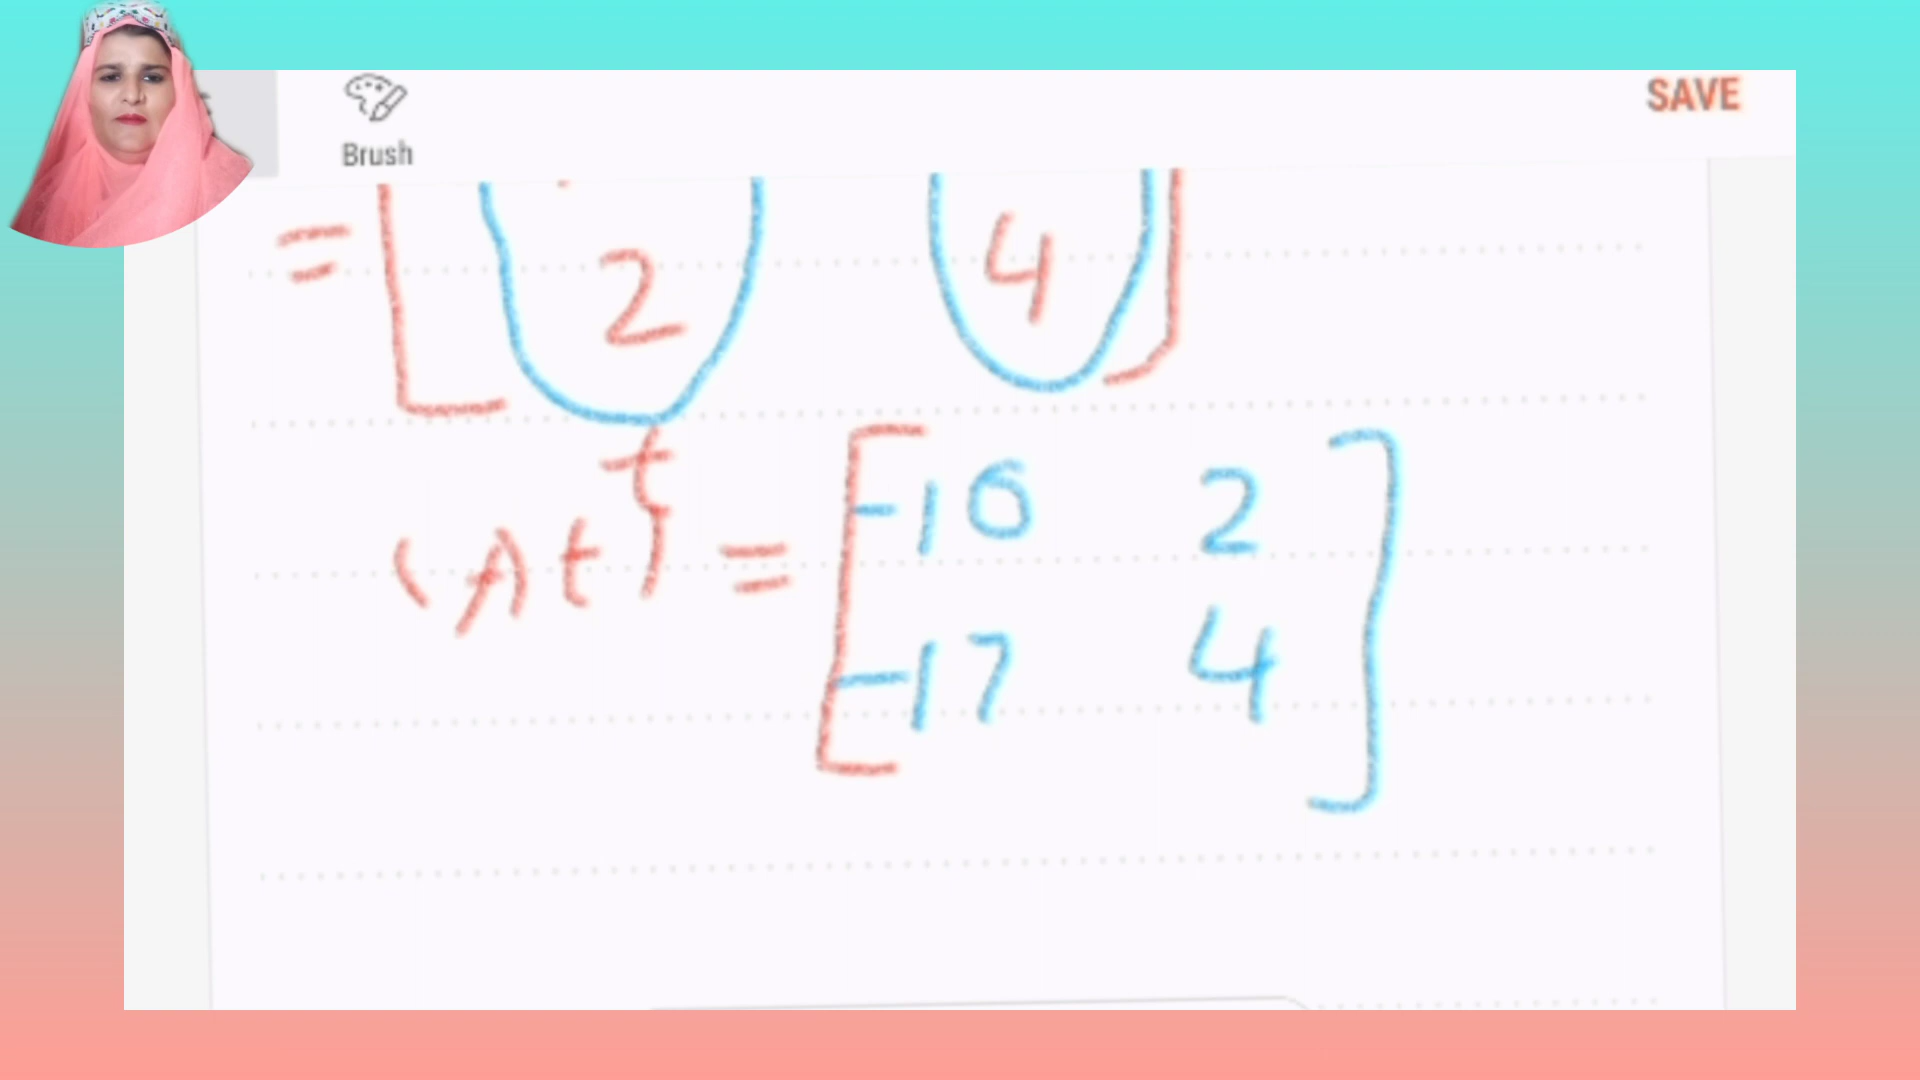 SAVE
Brush
= [ 2 4 ]
(At)t = [ -16 2
-17 4 ]